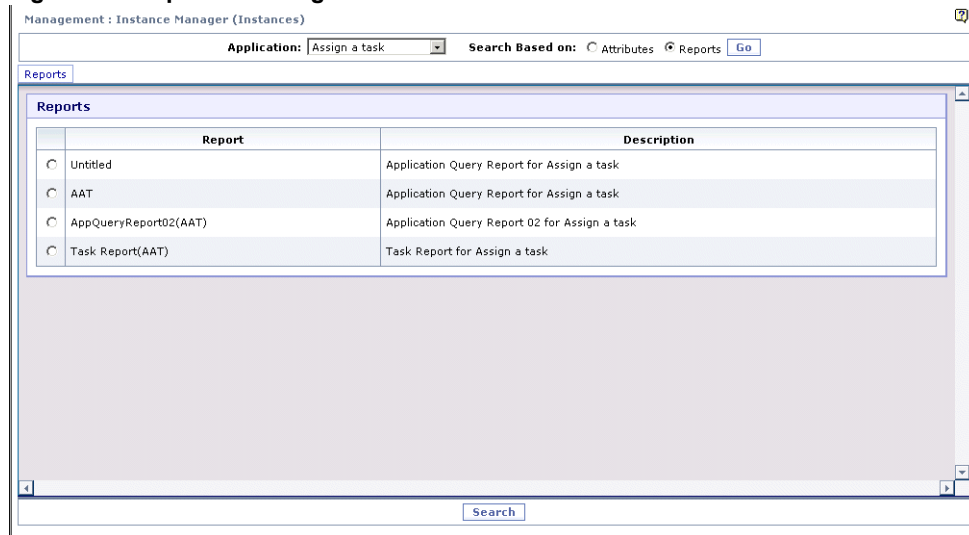 Management : Instance Manager (Instances)
Application: Assign a task Search Based on: Attributes Reports Go
Reports
Reports
Report Description
Untitled Application Query Report for Assign a task
AAT Application Query Report for Assign a task
AppQueryReport02(AAT) Application Query Report 02 for Assign a task
Task Report(AAT) Task Report for Assign a task
Search